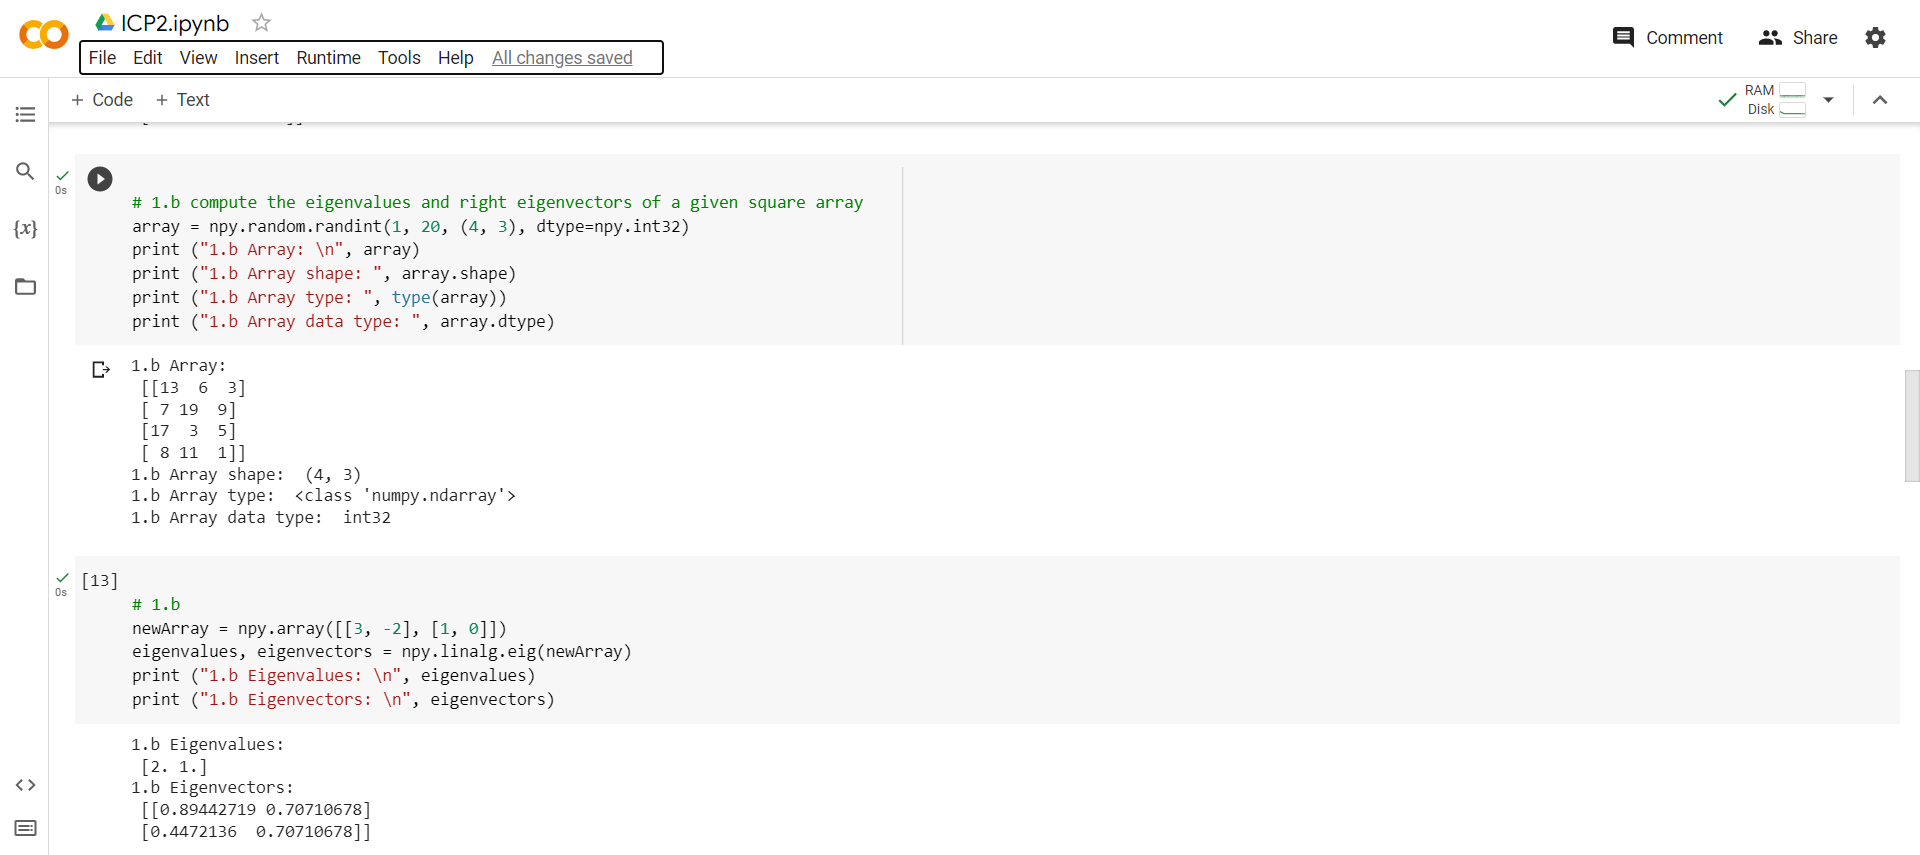 ICP2.ipynb
File Edit View Insert Runtime Tools Help All changes saved
Comment Share
+ Code + Text
RAM
Disk
]]
0s
# 1.b compute the eigenvalues and right eigenvectors of a given square array
array = npy.random.randint(1, 20, (4, 3), dtype=npy.int32)
print ("1.b Array: \n", array)
print ("1.b Array shape: ", array.shape)
print ("1.b Array type: ", type(array))
print ("1.b Array data type: ", array.dtype)
1.b Array:
[[13  6  3]
[ 7 19  9]
[17  3  5]
[ 8 11  1]]
1.b Array shape:  (4, 3)
1.b Array type:  <class 'numpy.ndarray'>
1.b Array data type:  int32
[13]
0s
# 1.b
newArray = npy.array([[3, -2], [1, 0]])
eigenvalues, eigenvectors = npy.linalg.eig(newArray)
print ("1.b Eigenvalues: \n", eigenvalues)
print ("1.b Eigenvectors: \n", eigenvectors)
1.b Eigenvalues:
[2. 1.]
1.b Eigenvectors:
[[0.89442719 0.70710678]
[0.4472136  0.70710678]]